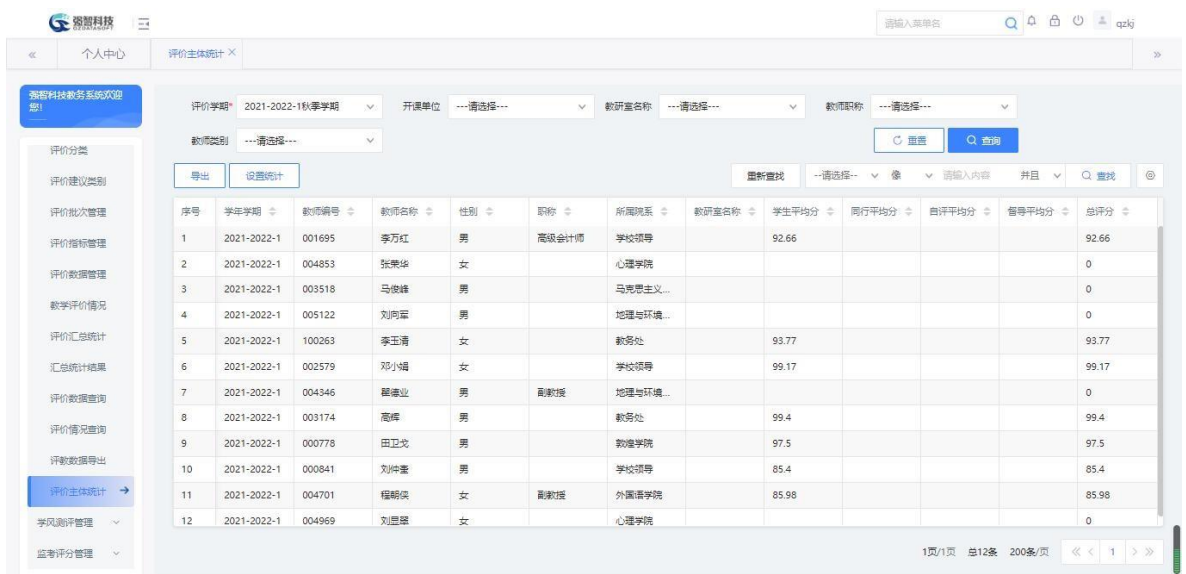 强智科技
QZDATASOFT
请输入菜单名
qzkj
个人中心
评价主体统计
强智科技教务系统欢迎您!!
评价分类
评价建议类别
评价批次管理
评价指标管理
评价数据管理
教学评价情况
评价汇总统计
汇总统计结果
评价数据查询
评价情况查询
评教数据导出
评价主体统计
学风测评管理
监考评分管理
评价学期* 2021-2022-1秋季学期 开课单位 ---请选择--- 教研室名称 ---请选择--- 教师职称 ---请选择---
教师类别 ---请选择--- 重置 查询
导出 设置统计 重新查找 --请选择-- 像 请输入内容 并且 查找
序号 学年学期 教师编号 教师名称 性别 职称 所属院系 教研室名称 学生平均分 同行平均分 自评平均分 督导平均分 总评分
1 2021-2022-1 001695 李万红 男 高级会计师 学校领导 92.66 92.66
2 2021-2022-1 004853 张荣华 女 心理学院 0
3 2021-2022-1 003518 马俊峰 男 马克思主义... 0
4 2021-2022-1 005122 刘向军 男 地理与环境... 0
5 2021-2022-1 100263 李玉清 女 教务处 93.77 93.77
6 2021-2022-1 002579 邓小娟 女 学校领导 99.17 99.17
7 2021-2022-1 004346 瞿德业 男 副教授 地理与环境... 0
8 2021-2022-1 003174 高辉 男 教务处 99.4 99.4
9 2021-2022-1 000778 田卫戈 男 敦煌学院 97.5 97.5
10 2021-2022-1 000841 刘仲奎 男 学校领导 85.4 85.4
11 2021-2022-1 004701 程朝侠 女 副教授 外国语学院 85.98 85.98
12 2021-2022-1 004969 女 心理学院 0
1页/1页 总12条 200条/页 1